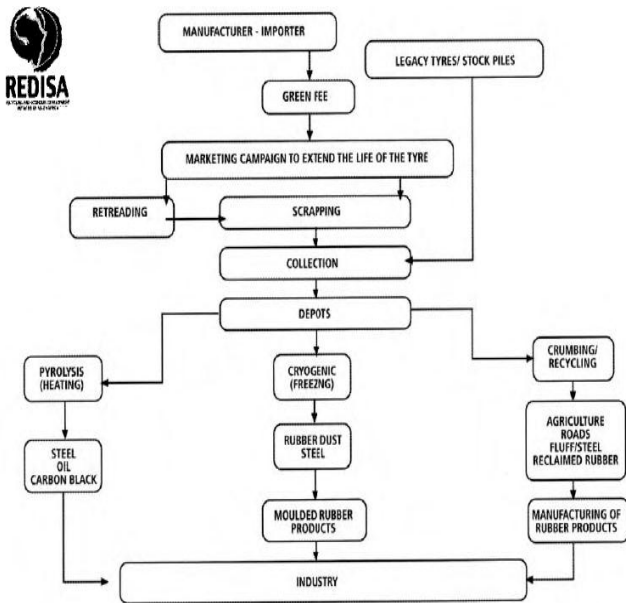 MANUFACTURER - IMPORTER
LEGACY TYRES/ STOCK PILES
REDISA
GREEN FEE
MARKETING CAMPAIGN TO EXTEND THE LIFE OF THE TYRE
RETREADING
SCRAPPING
COLLECTION
DEPOTS
PYROLYSIS
(HEATING)
CRYOGENIC
(FREEZNG)
CRUMBING/
RECYCLING
STEEL
OIL
CARBON BLACK
RUBBER DUST
STEEL
AGRICULTURE
ROADS
FLUFF/STEEL
RECLAIMED RUBBER
MOULDED RUBBER
PRODUCTS
MANUFACTURING OF
RUBBER PRODUCTS
INDUSTRY